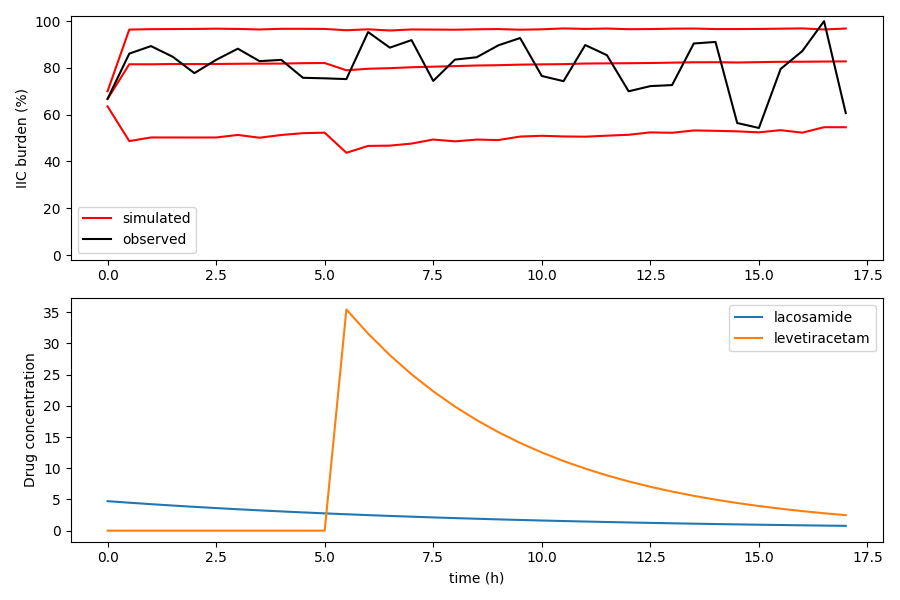 IIC burden (%)
100
80
60
40
20
0
simulated
observed
0.0 2.5 5.0 7.5 10.0 12.5 15.0 17.5
Drug concentration
35
30
25
20
15
10
5
0
lacosamide
levetiracetam
0.0 2.5 5.0 7.5 10.0 12.5 15.0 17.5
time (h)